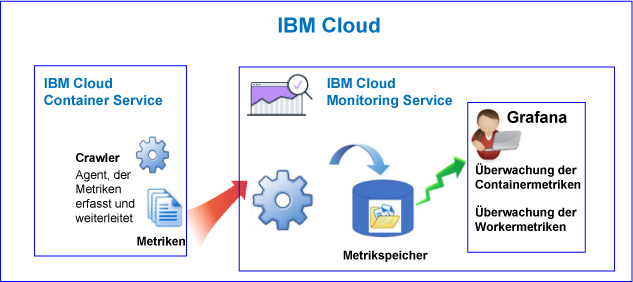 IBM Cloud
IBM Cloud
Container Service
Crawler
Agent, der
Metriken
erfasst und
weiterleitet
Metriken
IBM Cloud
Monitoring Service
Metrikspeicher
Grafana
Überwachung der
Containermetriken
Überwachung der
Workermetriken